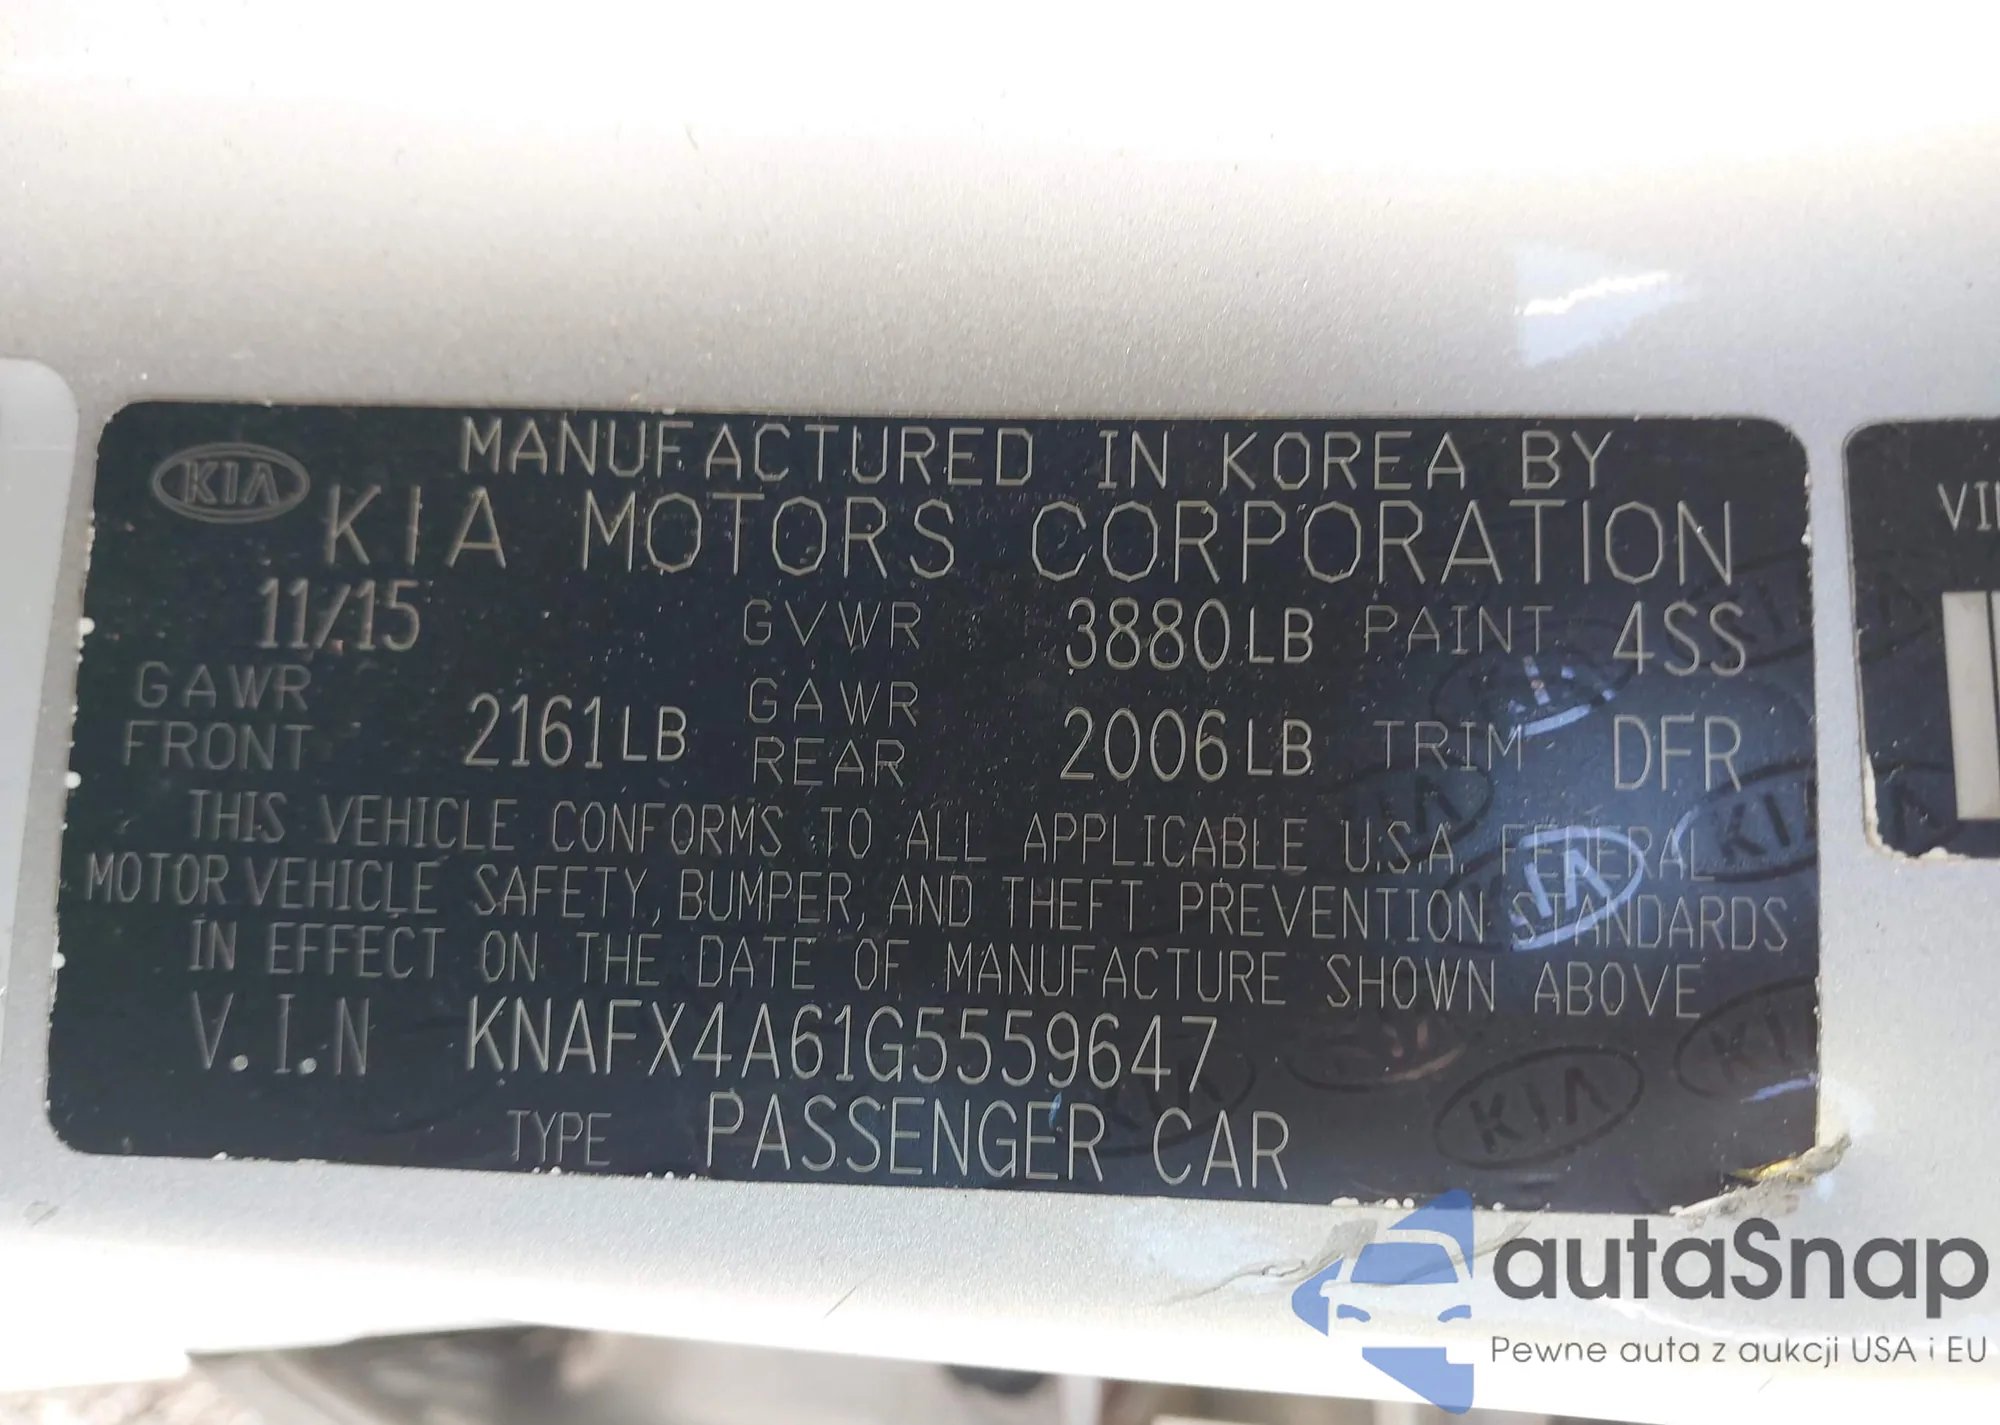 KIA MANUFACTURED IN KOREA BY
KIA MOTORS CORPORATION
11/15 GVWR 3880LB PAINT 4SS
GAWR FRONT 2161LB GAWR REAR 2006LB TRIM DFR
THIS VEHICLE CONFORMS TO ALL APPLICABLE U.S.A. FEDERAL
MOTOR VEHICLE SAFETY, BUMPER, AND THEFT PREVENTION STANDARDS
IN EFFECT ON THE DATE OF MANUFACTURE SHOWN ABOVE
V.I.N KNAFX4A61G5559647
TYPE PASSENGER CAR
autaSnap
Pewne auta z aukcji USA i EU